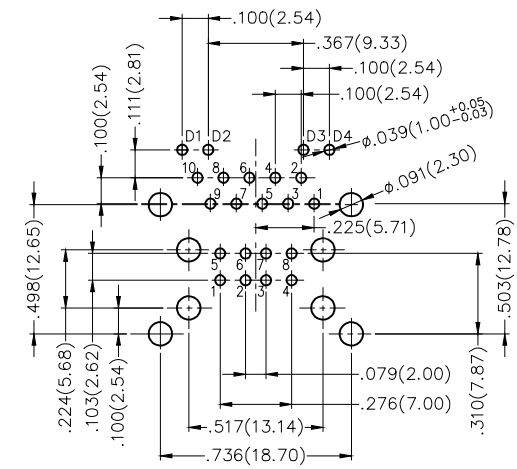 .100(2.54)
.367(9.33)
.100(2.54)
.100(2.54)
.100(2.54)
.111(2.81)
D1 D2 D3 D4
ø.039(1.00+0.05-0.03)
10 8 6 4 2
ø.091(2.30)
9 7 5 3 1
.225(5.71)
5 6 7 8
1 2 3 4
.498(12.65)
.224(5.68)
.103(2.62)
.100(2.54)
.503(12.78)
.310(7.87)
.079(2.00)
.276(7.00)
.517(13.14)
.736(18.70)